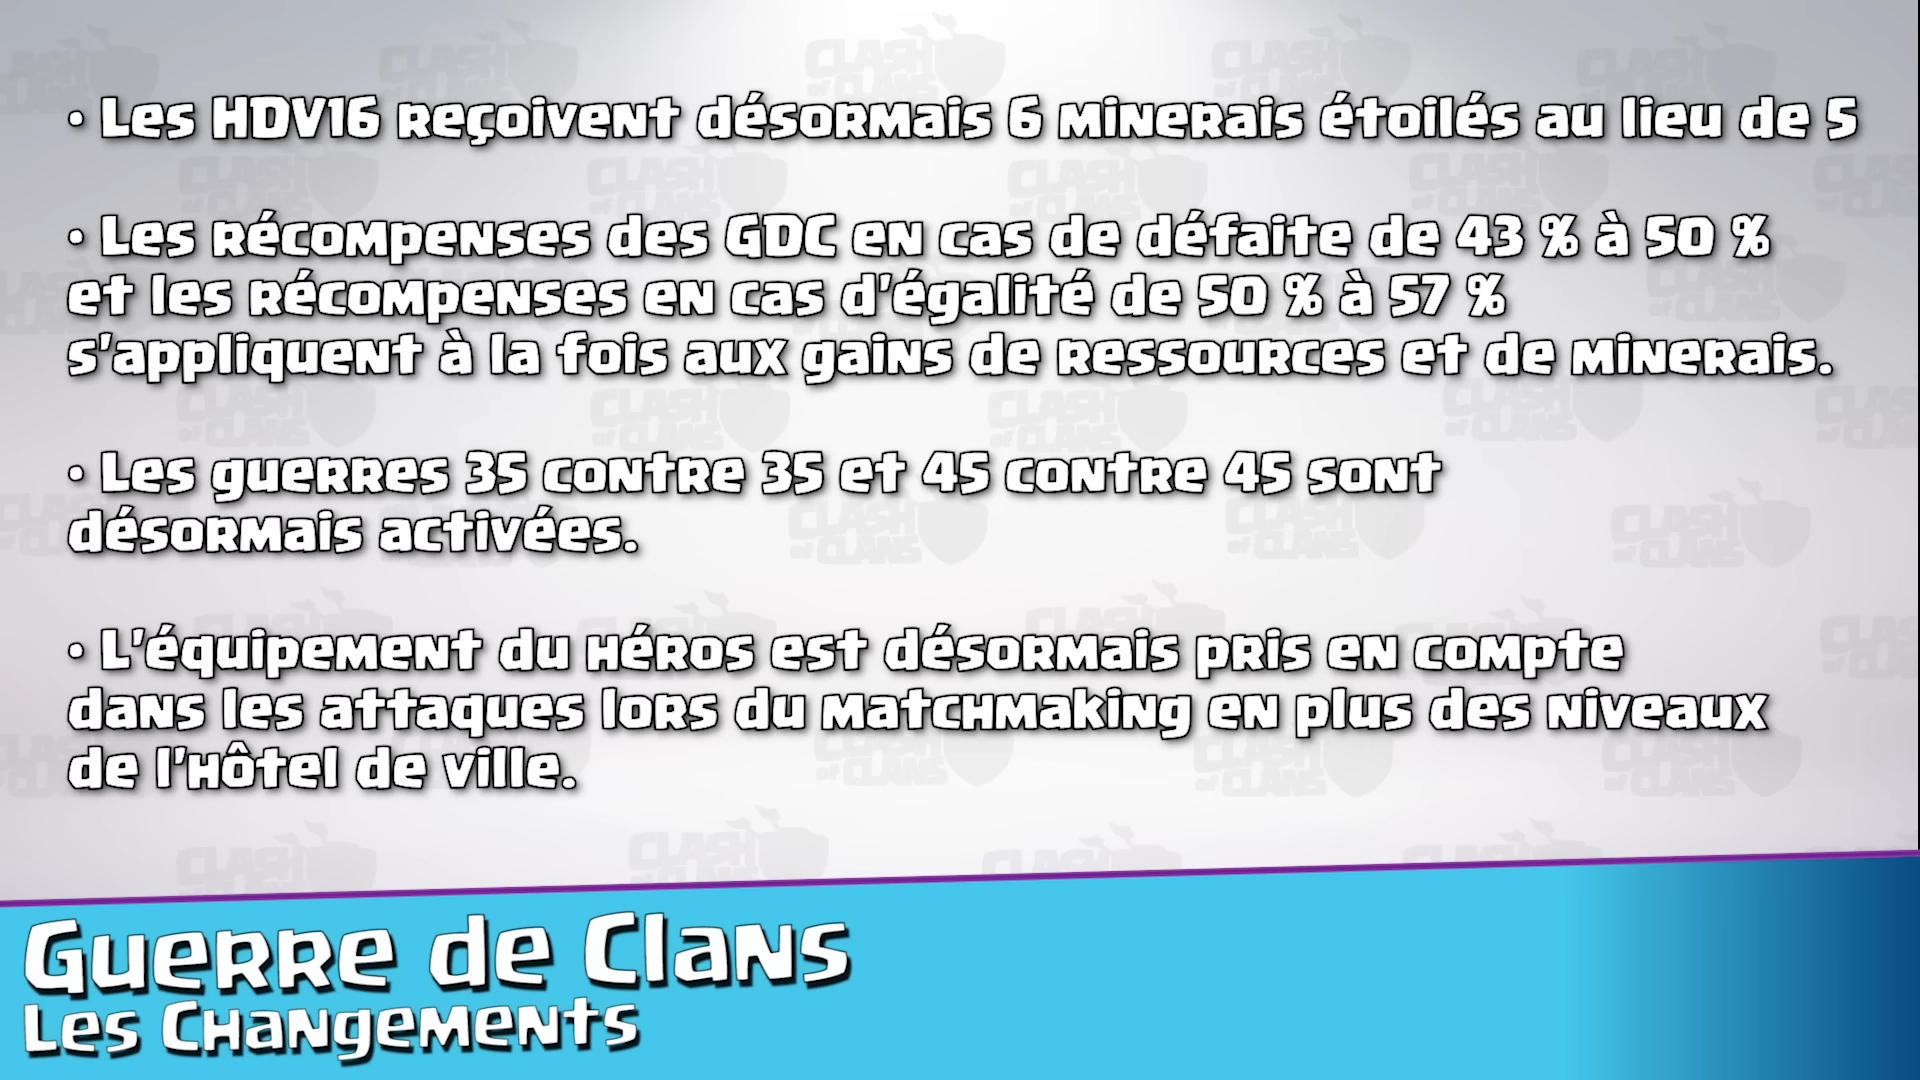 • Les HDV16 reçoivent désormais 6 minerais étoilés au lieu de 5
• Les récompenses des GDC en cas de défaite de 43 % à 50 %
et les récompenses en cas d'égalité de 50 % à 57 %
s'appliquent à la fois aux gains de ressources et de minerais.
• Les guerres 35 contre 35 et 45 contre 45 sont
désormais activées.
• L'équipement du héros est désormais pris en compte
dans les attaques lors du matchmaking en plus des niveaux
de l'hôtel de ville.
Guerre de Clans
Les Changements